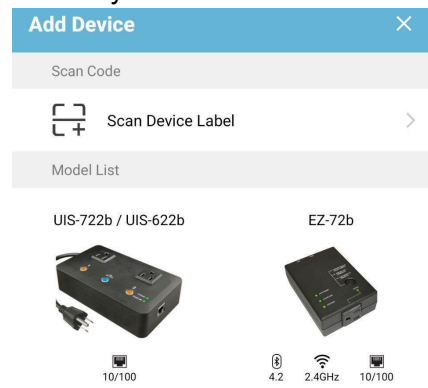 Add Device
Scan Code
Scan Device Label
Model List
UIS-722b / UIS-622b
EZ-72b
10/100
4.2
2.4GHz
10/100